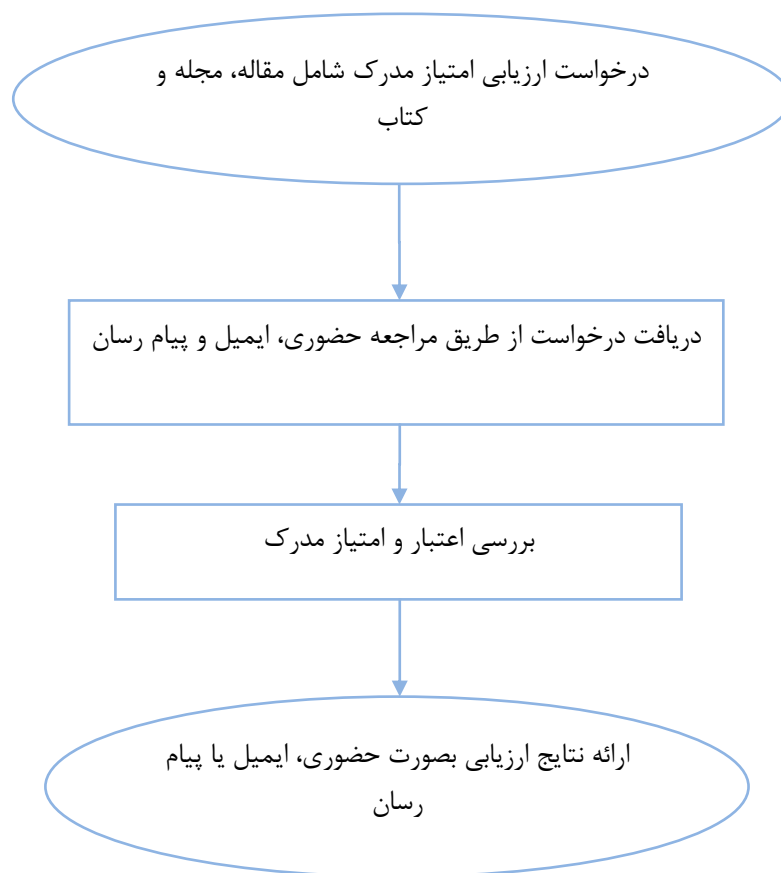 درخواست ارزیابی امتیاز مدرک شامل مقاله، مجله و
کتاب
دریافت درخواست از طریق مراجعه حضوری، ایمیل و پیام رسان
بررسی اعتبار و امتیاز مدرک
ارائه نتایج ارزیابی بصورت حضوری، ایمیل یا پیام
رسان